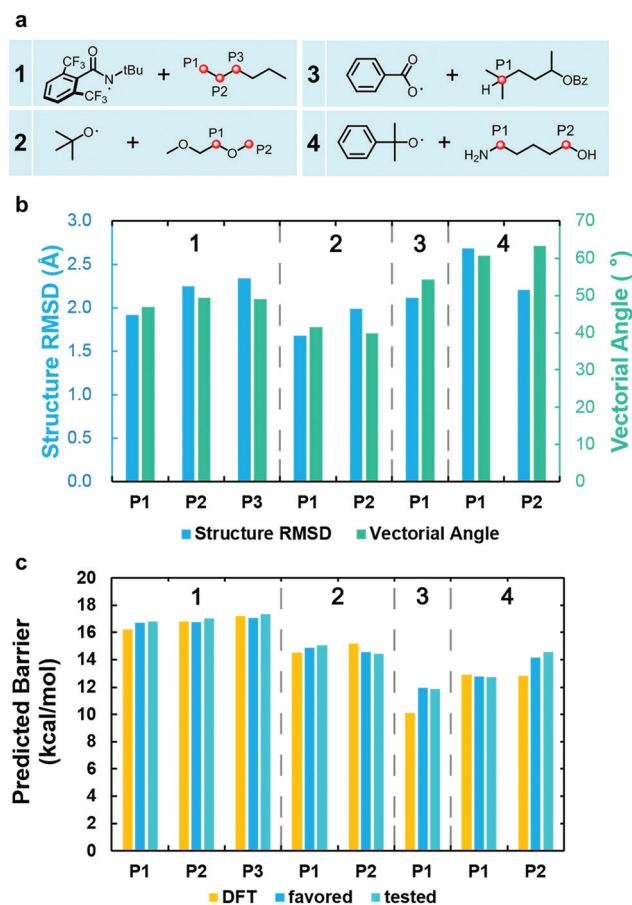 a
1
CF3
O
N
tBu
CF3
+
P1
P2
P3
3
O
O·
+
P1
H
OBz
2
O·
+
O
P1
O
P2
4
O·
+
P1
P2
H2N
OH
b
Structure RMSD (Å)
3.0
2.5
2.0
1.5
1.0
0.5
0.0
1 2 3 4
70
60
50
40
30
20
10
0
Vectorial Angle ( °)
P1 P2 P3 P1 P2 P1 P1 P2
Structure RMSD Vectorial Angle
c
Predicted Barrier
(kcal/mol)
20
18
16
14
12
10
8
6
4
2
0
1 2 3 4
P1 P2 P3 P1 P2 P1 P1 P2
DFT favored tested